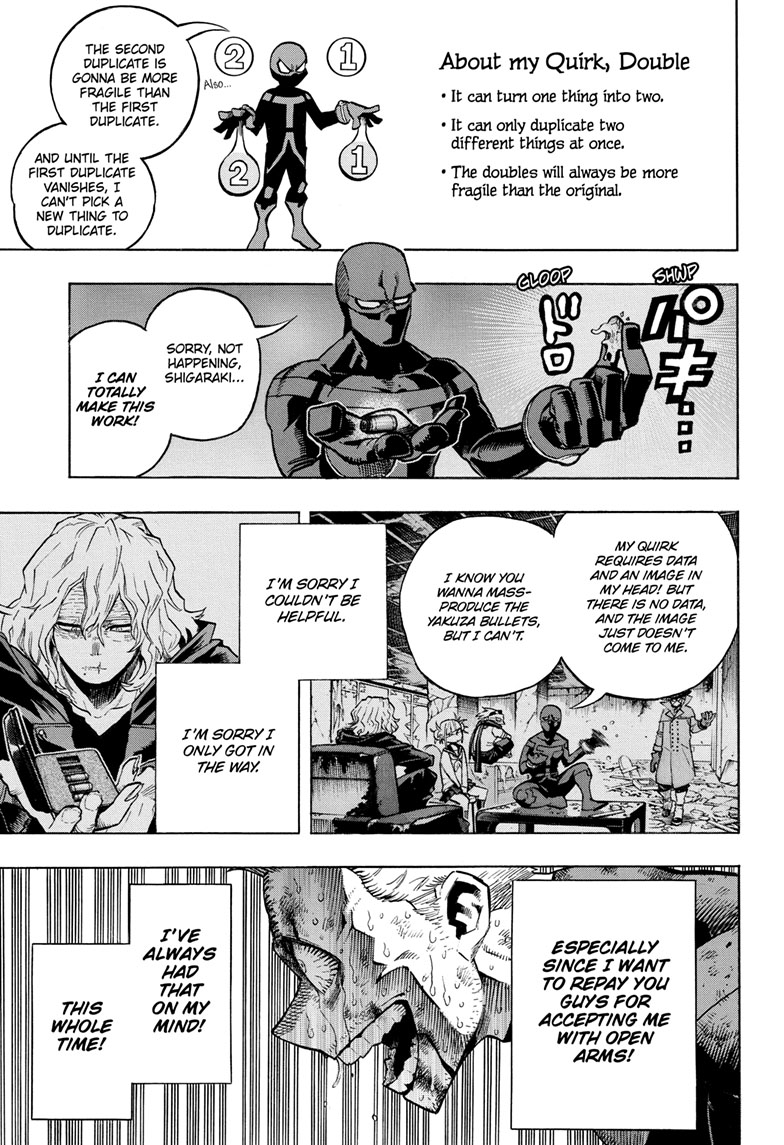 About my Quirk, Double
• It can turn one thing into two.
• It can only duplicate two
different things at once.
• The doubles will always be more
fragile than the original.
1
2
Also...
1
2
THE SECOND
DUPLICATE IS
GONNA BE MORE
FRAGILE THAN
THE FIRST
DUPLICATE.
AND UNTIL THE
FIRST DUPLICATE
VANISHES, I
CAN'T PICK A
NEW THING TO
DUPLICATE.
SHWP
パキ...
GLOOP
ドロ
SORRY, NOT
HAPPENING,
SHIGARAKI...
I CAN
TOTALLY
MAKE THIS
WORK!
MY QUIRK
REQUIRES DATA
AND AN IMAGE IN
MY HEAD! BUT
THERE IS NO DATA,
AND THE IMAGE
JUST DOESN'T
COME TO ME.
I KNOW YOU
WANNA MASS-
PRODUCE THE
YAKUZA BULLETS,
BUT I CAN'T.
I'M SORRY I
COULDN'T BE
HELPFUL.
I'M SORRY I
ONLY GOT IN
THE WAY.
ESPECIALLY
SINCE I WANT
TO REPAY YOU
GUYS FOR
ACCEPTING ME
WITH OPEN
ARMS!
I'VE
ALWAYS
HAD
THAT
ON MY
MIND!
THIS
WHOLE
TIME!